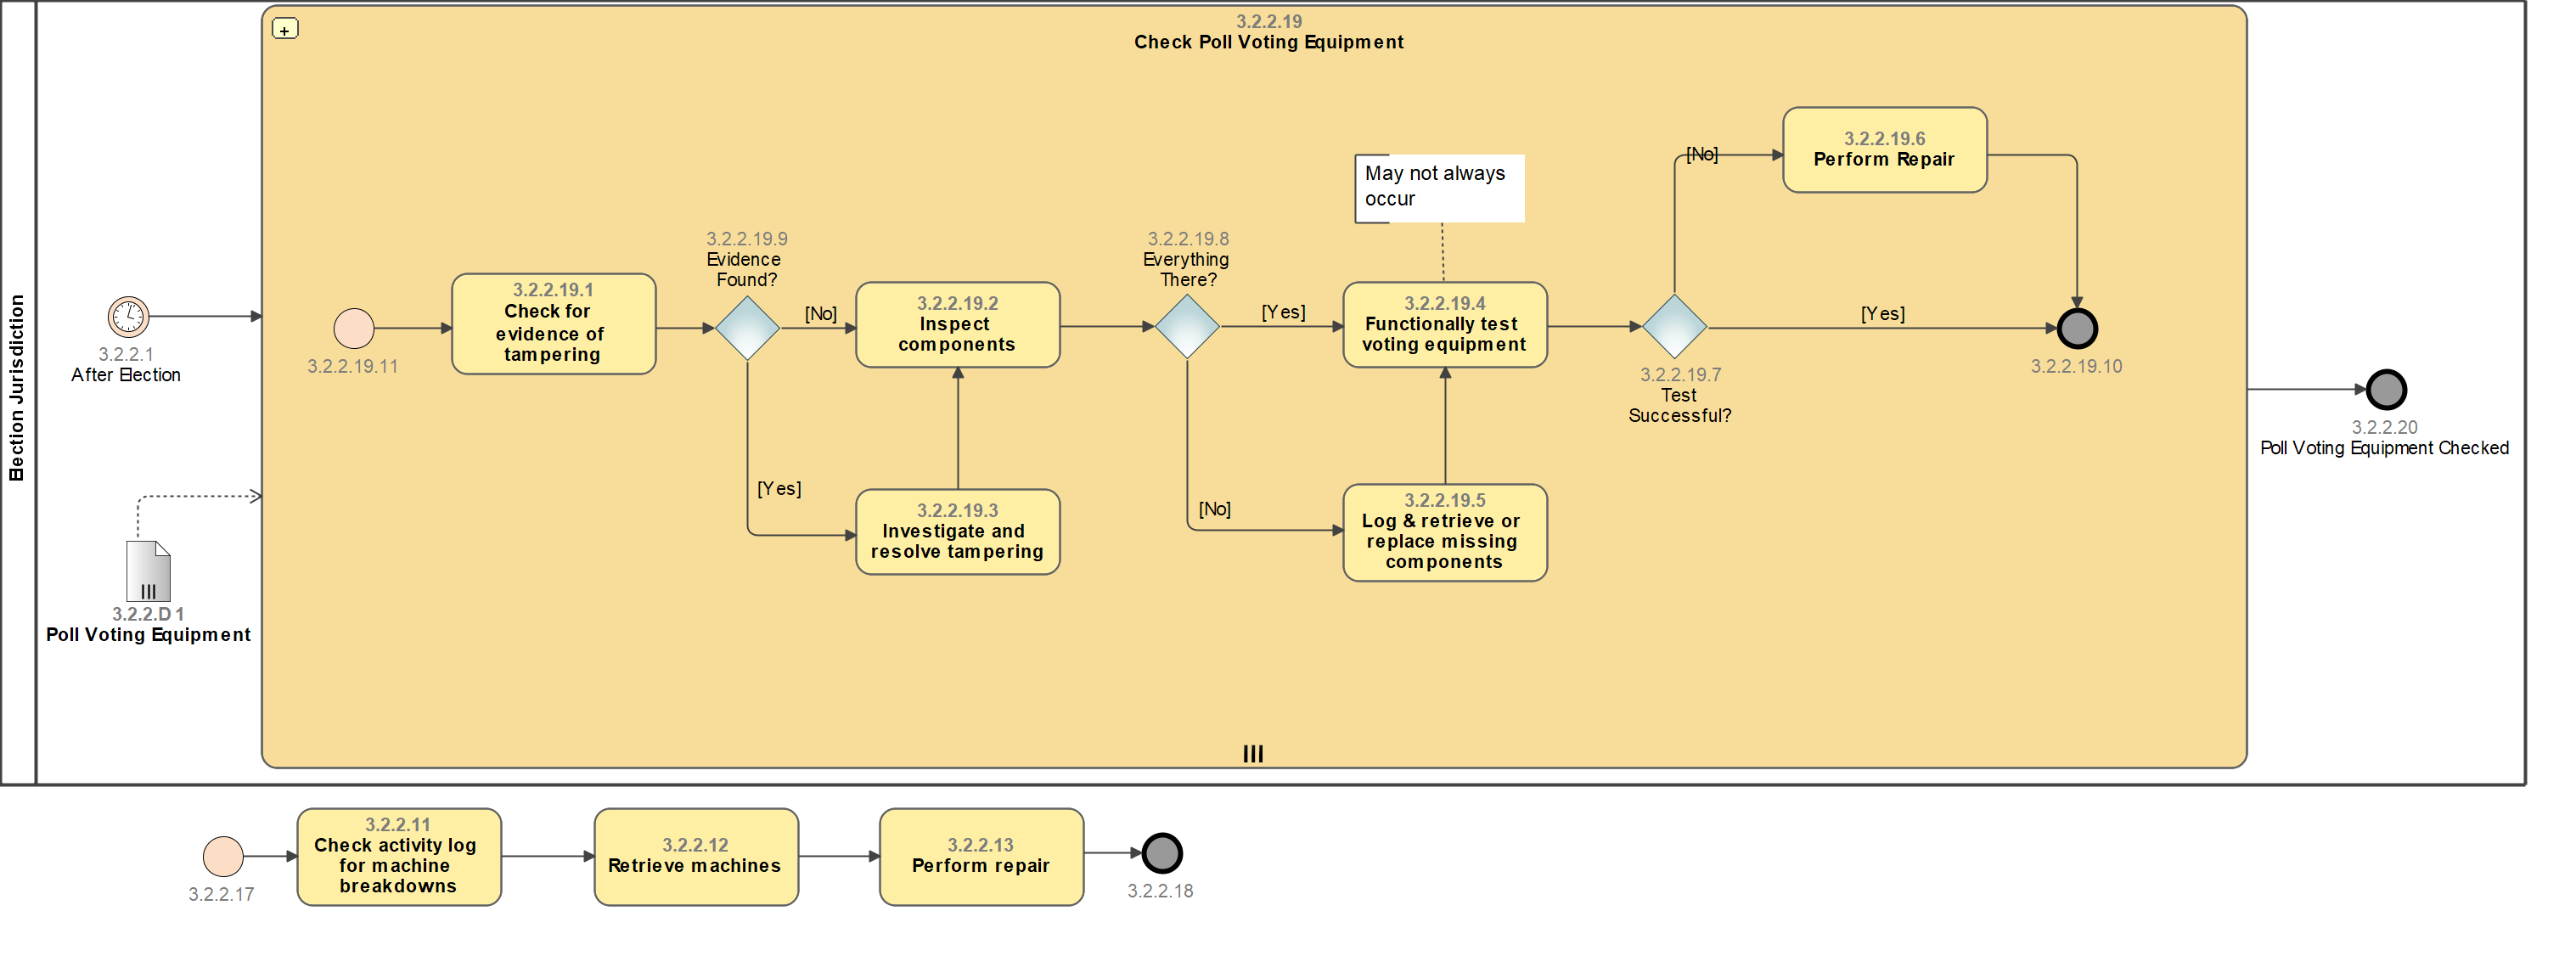 3.2.2.19
Check Poll Voting Equipment
Election Jurisdiction
3.2.2.1
After Election
3.2.2.D1
Poll Voting Equipment
3.2.2.19.11
3.2.2.19.1
Check for
evidence of
tampering
3.2.2.19.9
Evidence
Found?
[No]
[Yes]
3.2.2.19.2
Inspect
components
3.2.2.19.3
Investigate and
resolve tampering
3.2.2.19.8
Everything
There?
[Yes]
[No]
May not always
occur
3.2.2.19.4
Functionally test
voting equipment
3.2.2.19.5
Log & retrieve or
replace missing
components
3.2.2.19.7
Test
Successful?
[No]
[Yes]
3.2.2.19.6
Perform Repair
3.2.2.19.10
3.2.2.20
Poll Voting Equipment Checked
3.2.2.17
3.2.2.11
Check activity log
for machine
breakdowns
3.2.2.12
Retrieve machines
3.2.2.13
Perform repair
3.2.2.18